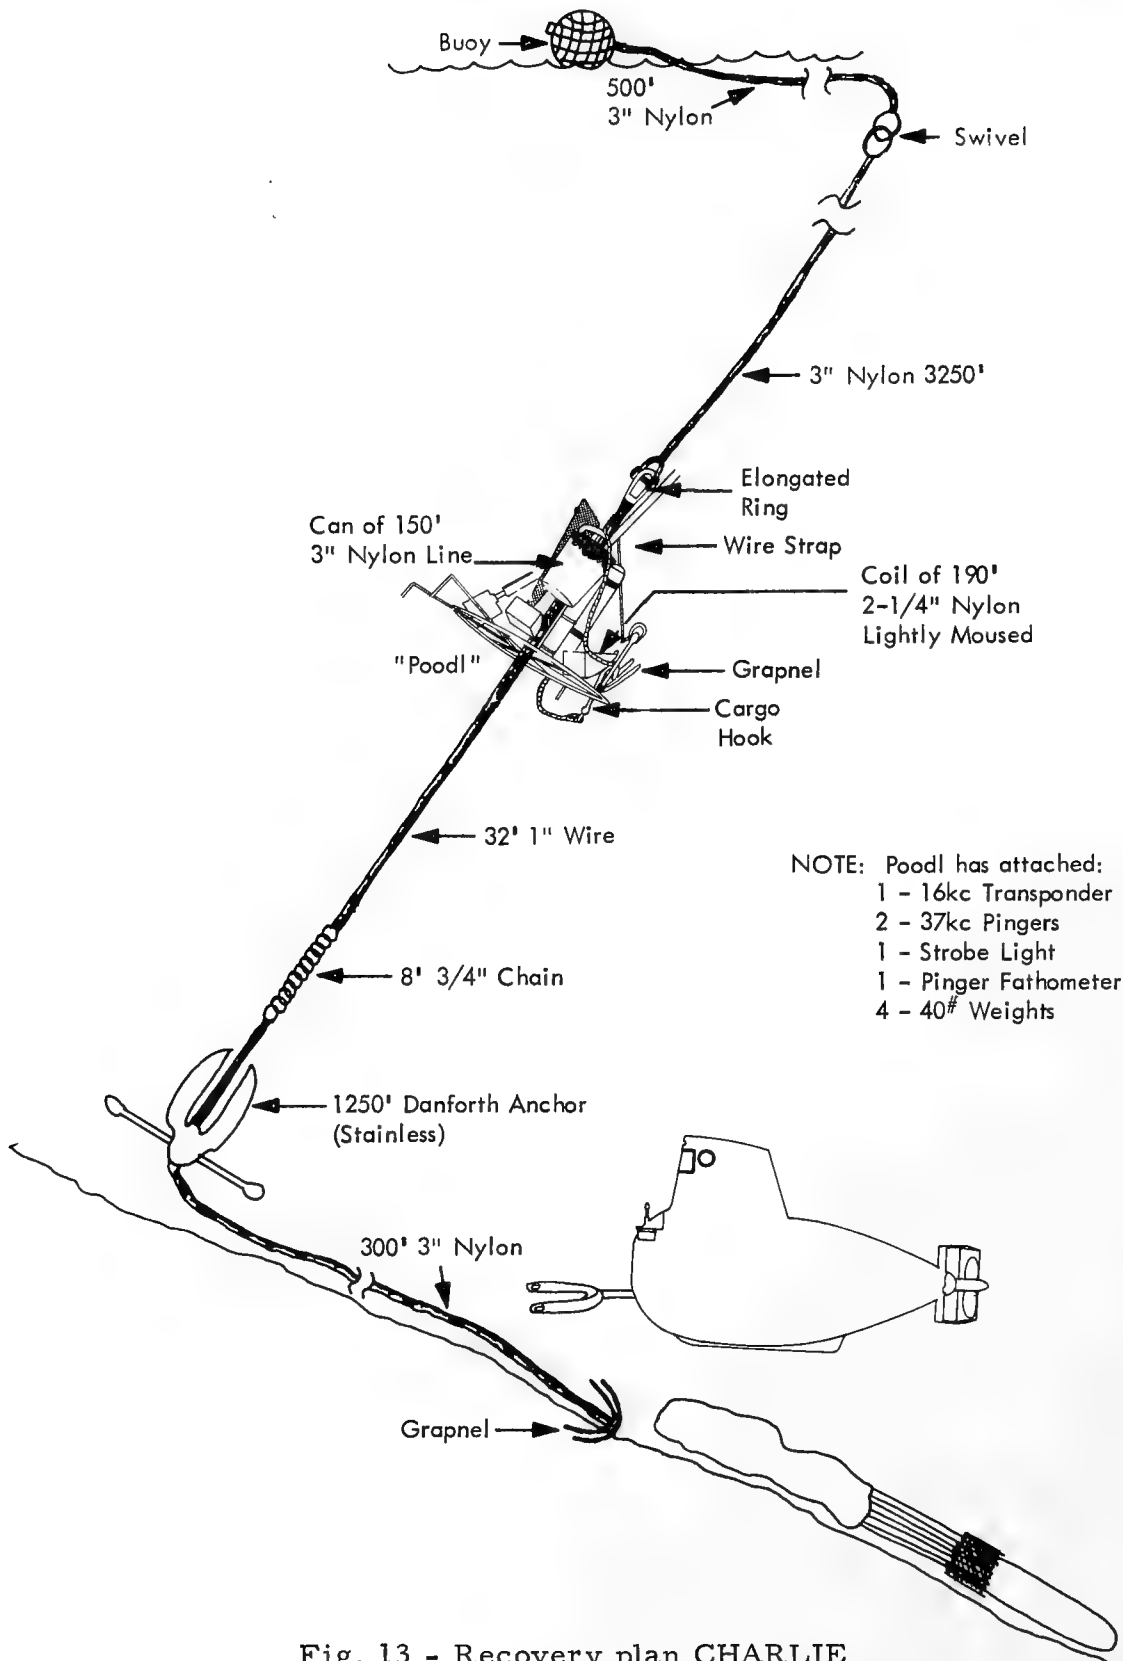 Buoy
500'
3" Nylon
Swivel
3" Nylon 3250'
Elongated
Ring
Can of 150'
3" Nylon Line
Wire Strap
Coil of 190'
2-1/4" Nylon
Lightly Moused
"Poodl"
Grapnel
Cargo
Hook
32' 1" Wire
NOTE: Poodl has attached:
1 - 16kc Transponder
2 - 37kc Pingers
1 - Strobe Light
1 - Pinger Fathometer
4 - 40# Weights
8' 3/4" Chain
1250' Danforth Anchor
(Stainless)
300' 3" Nylon
Grapnel
Fig. 13 - Recovery plan CHARLIE